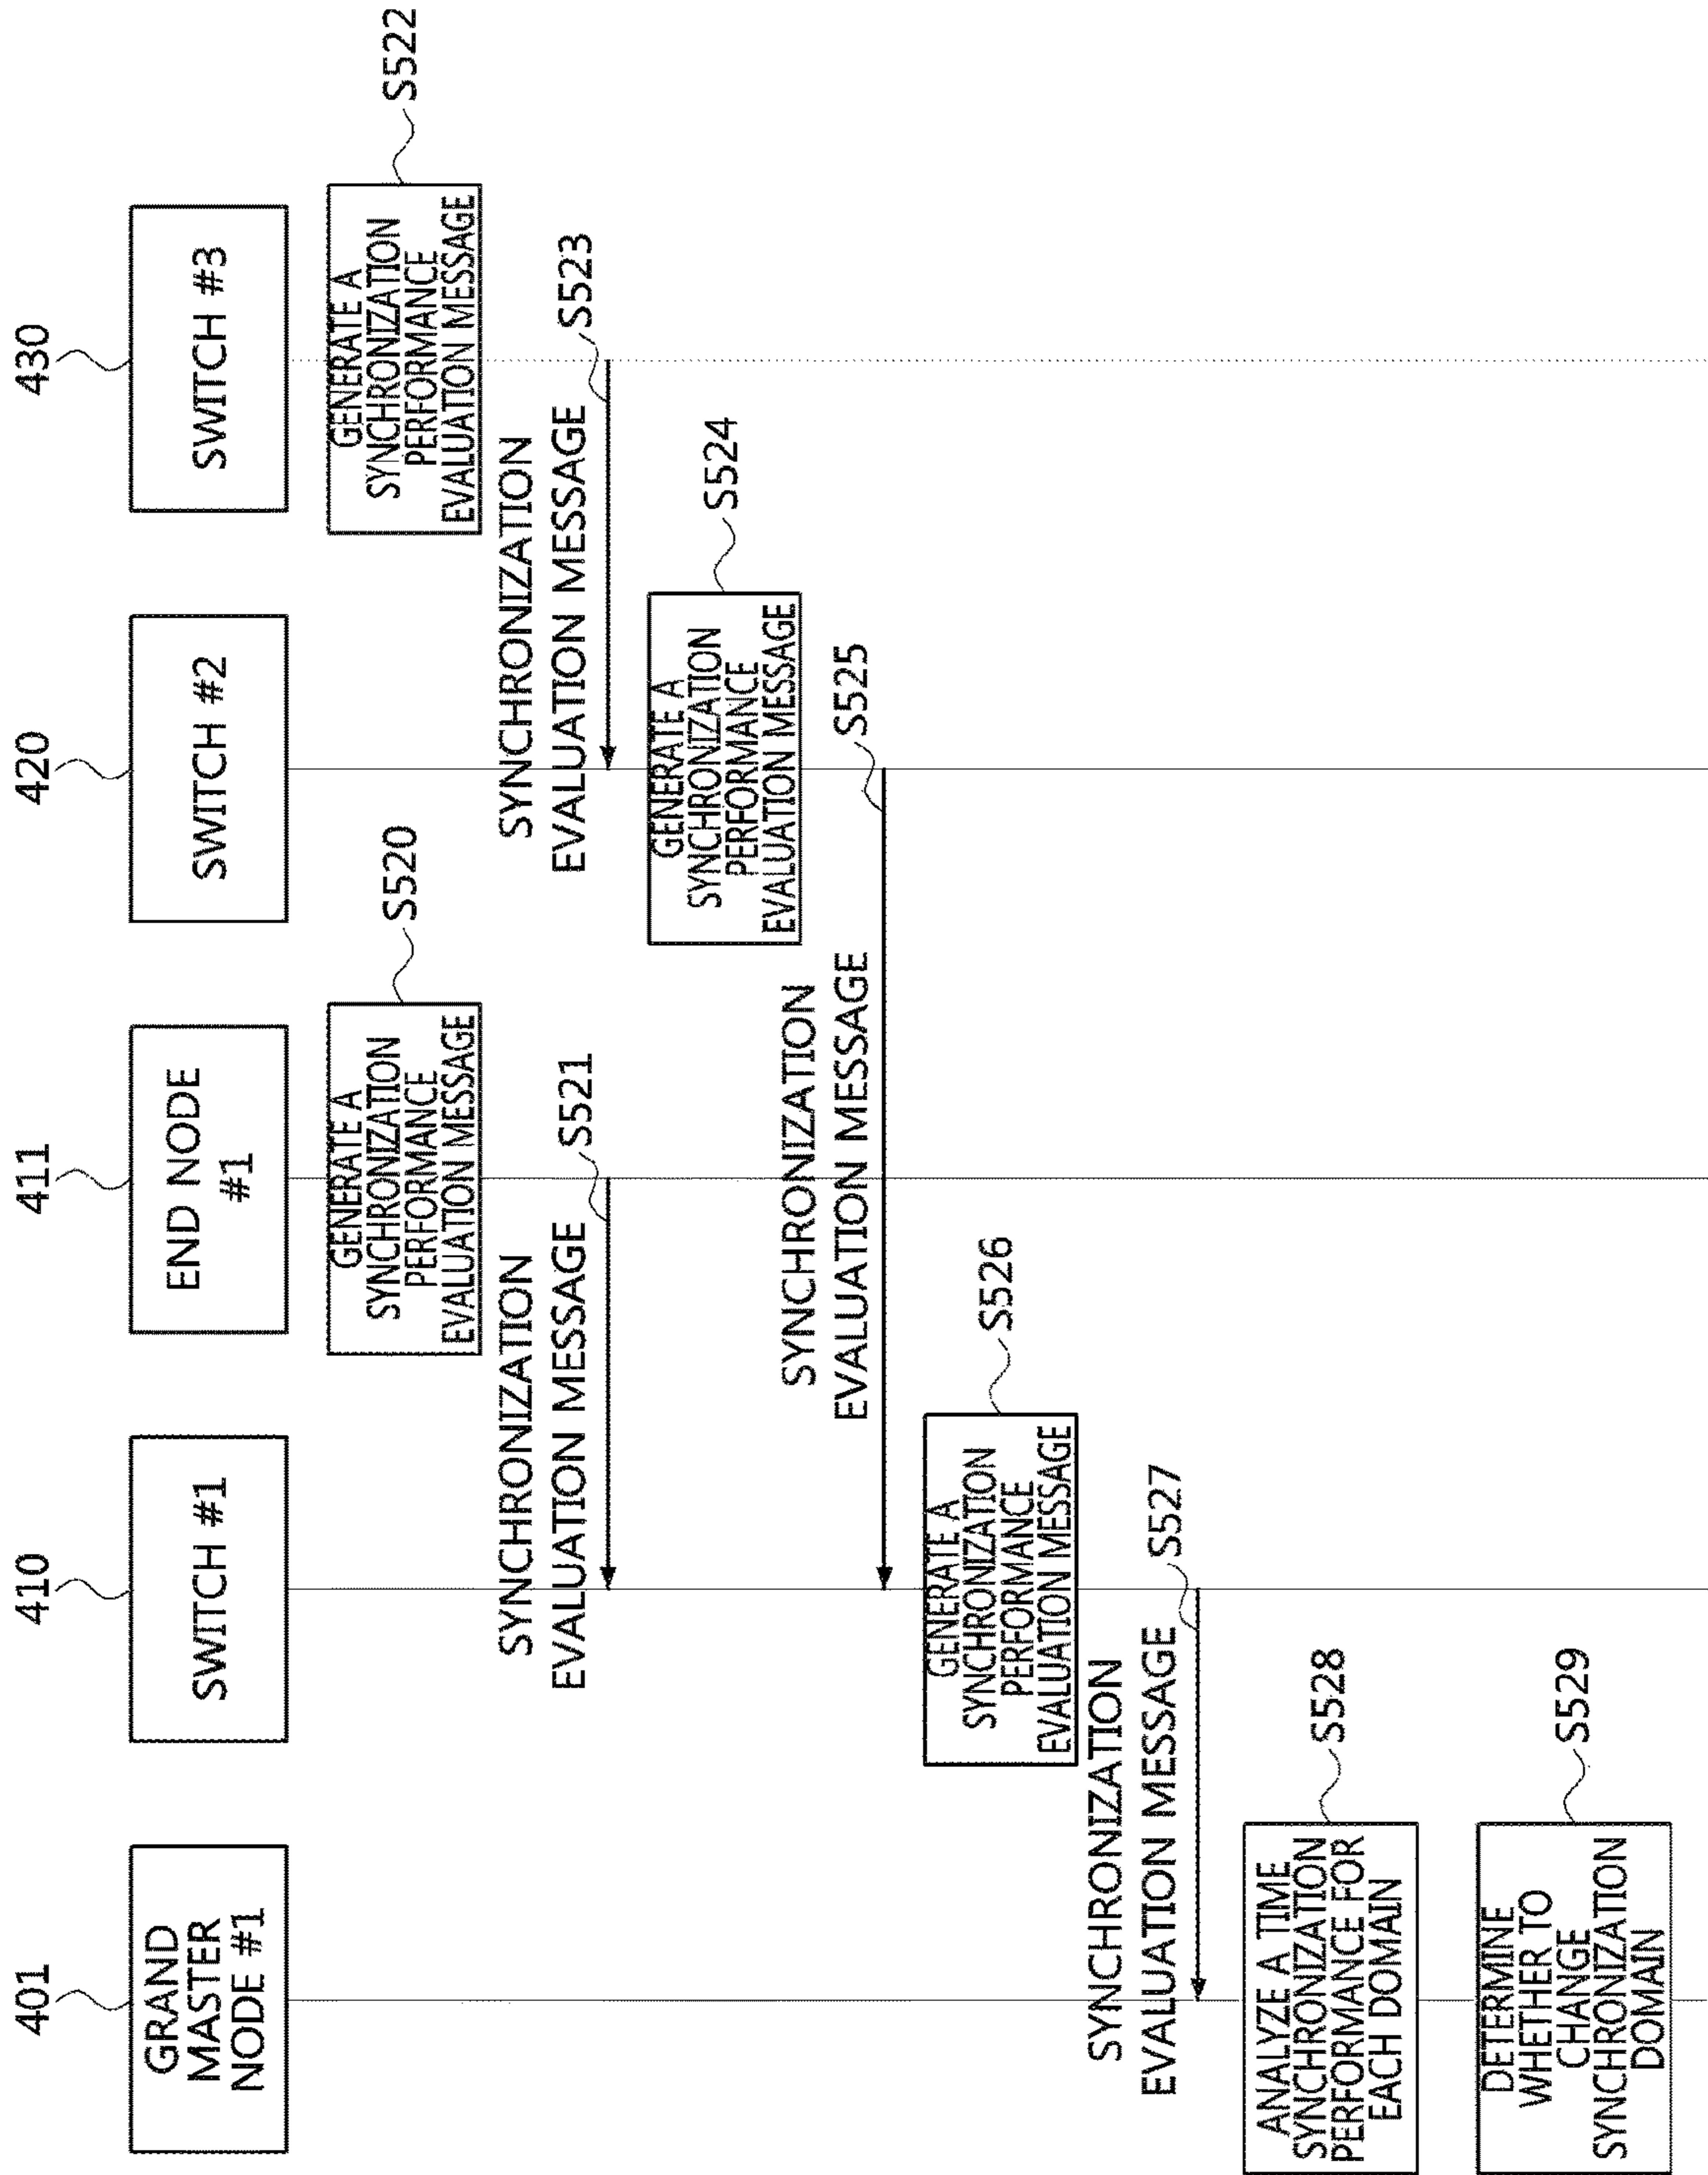 401
410
411
420
430
GRAND
MASTER
NODE #1
SWITCH #1
END NODE
#1
SWITCH #2
SWITCH #3
GENERATE A
SYNCHRONIZATION
PERFORMANCE
EVALUATION MESSAGE
S520
GENERATE A
SYNCHRONIZATION
PERFORMANCE
EVALUATION MESSAGE
S522
SYNCHRONIZATION
EVALUATION MESSAGE
S521
SYNCHRONIZATION
EVALUATION MESSAGE
S523
GENERATE A
SYNCHRONIZATION
PERFORMANCE
EVALUATION MESSAGE
S524
SYNCHRONIZATION
EVALUATION MESSAGE
S525
GENERATE A
SYNCHRONIZATION
PERFORMANCE
EVALUATION MESSAGE
S526
SYNCHRONIZATION
EVALUATION MESSAGE
S527
ANALYZE A TIME
SYNCHRONIZATION
PERFORMANCE FOR
EACH DOMAIN
S528
DETERMINE
WHETHER TO
CHANGE
SYNCHRONIZATION
DOMAIN
S529